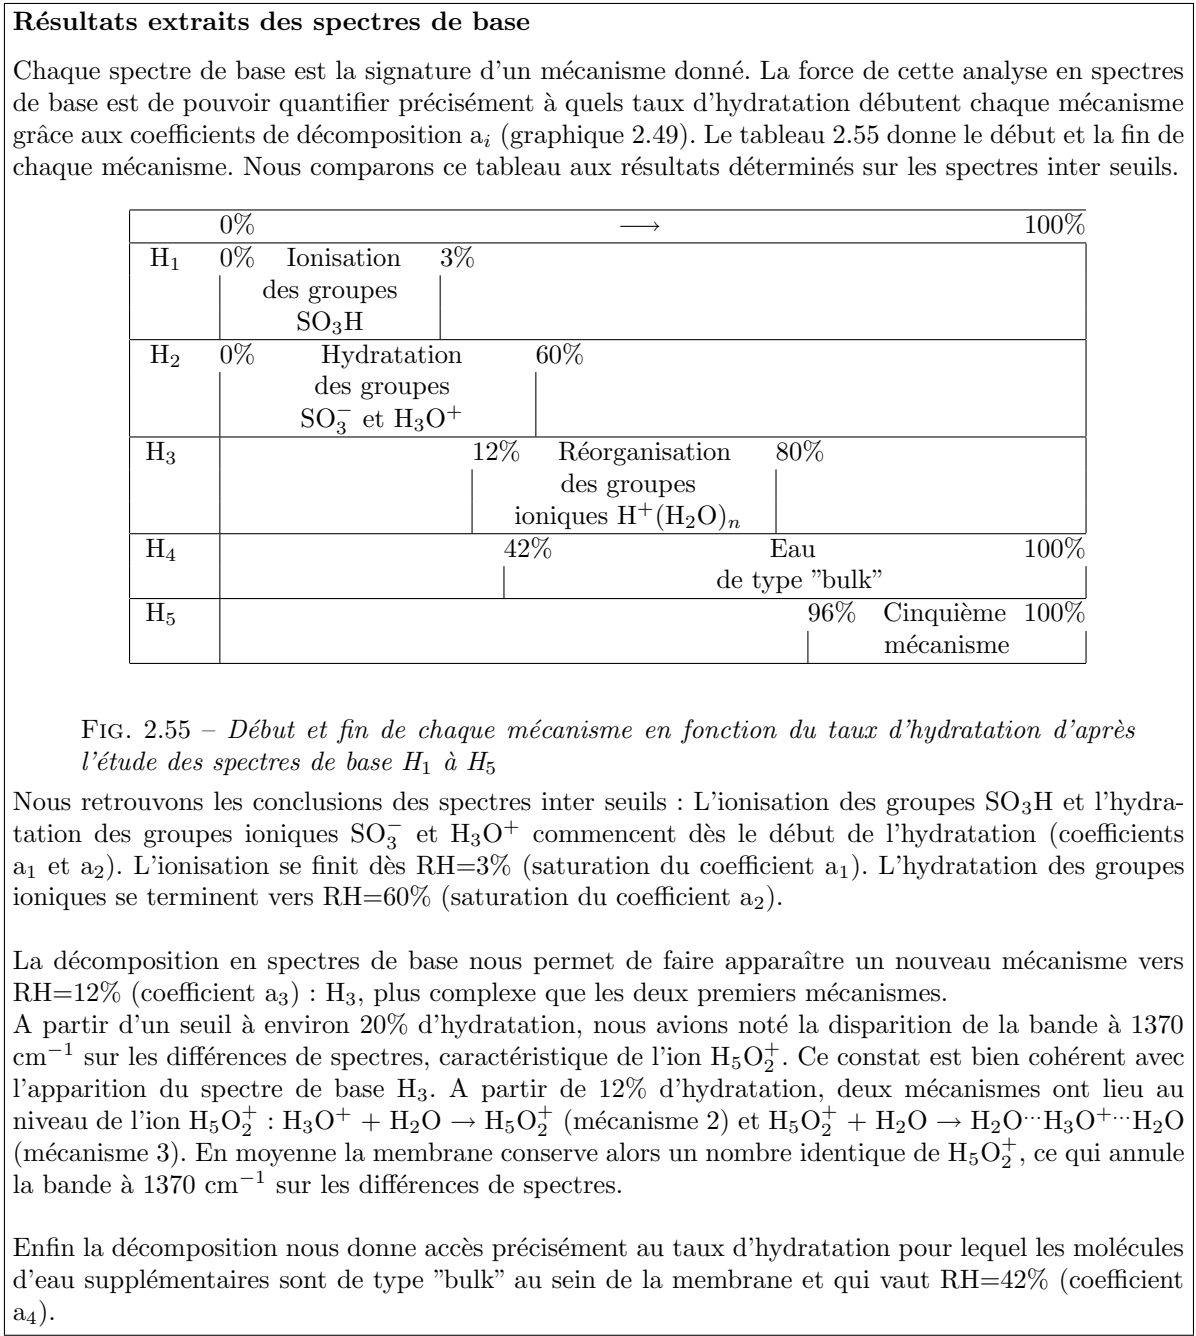 Résultats extraits des spectres de base
Chaque spectre de base est la signature d'un mécanisme donné. La force de cette analyse en spectres
de base est de pouvoir quantifier précisément à quels taux d'hydratation débutent chaque mécanisme
grâce aux coefficients de décomposition a_i (graphique 2.49). Le tableau 2.55 donne le début et la fin de
chaque mécanisme. Nous comparons ce tableau aux résultats déterminés sur les spectres inter seuils.
0% → 100%
H₁ 0% Ionisation 3%
des groupes
SO₃H
H₂ 0% Hydratation 60%
des groupes
SO₃⁻ et H₃O⁺
H₃ 12% Réorganisation 80%
des groupes
ioniques H⁺(H₂O)ₙ
H₄ 42% Eau 100%
de type ”bulk”
H₅ 96% Cinquième 100%
mécanisme
FIG. 2.55 – Début et fin de chaque mécanisme en fonction du taux d'hydratation d'après
l'étude des spectres de base H₁ à H₅
Nous retrouvons les conclusions des spectres inter seuils : L'ionisation des groupes SO₃H et l'hydra-
tation des groupes ioniques SO₃⁻ et H₃O⁺ commencent dès le début de l'hydratation (coefficients
a₁ et a₂). L'ionisation se finit dès RH=3% (saturation du coefficient a₁). L'hydratation des groupes
ioniques se terminent vers RH=60% (saturation du coefficient a₂).
La décomposition en spectres de base nous permet de faire apparaître un nouveau mécanisme vers
RH=12% (coefficient a₃) : H₃, plus complexe que les deux premiers mécanismes.
A partir d'un seuil à environ 20% d'hydratation, nous avions noté la disparition de la bande à 1370
cm⁻¹ sur les différences de spectres, caractéristique de l'ion H₅O₂⁺. Ce constat est bien cohérent avec
l'apparition du spectre de base H₃. A partir de 12% d'hydratation, deux mécanismes ont lieu au
niveau de l'ion H₅O₂⁺ : H₃O⁺ + H₂O → H₅O₂⁺ (mécanisme 2) et H₅O₂⁺ + H₂O → H₂O···H₃O⁺···H₂O
(mécanisme 3). En moyenne la membrane conserve alors un nombre identique de H₅O₂⁺, ce qui annule
la bande à 1370 cm⁻¹ sur les différences de spectres.
Enfin la décomposition nous donne accès précisément au taux d'hydratation pour lequel les molécules
d'eau supplémentaires sont de type ”bulk” au sein de la membrane et qui vaut RH=42% (coefficient
a₄).